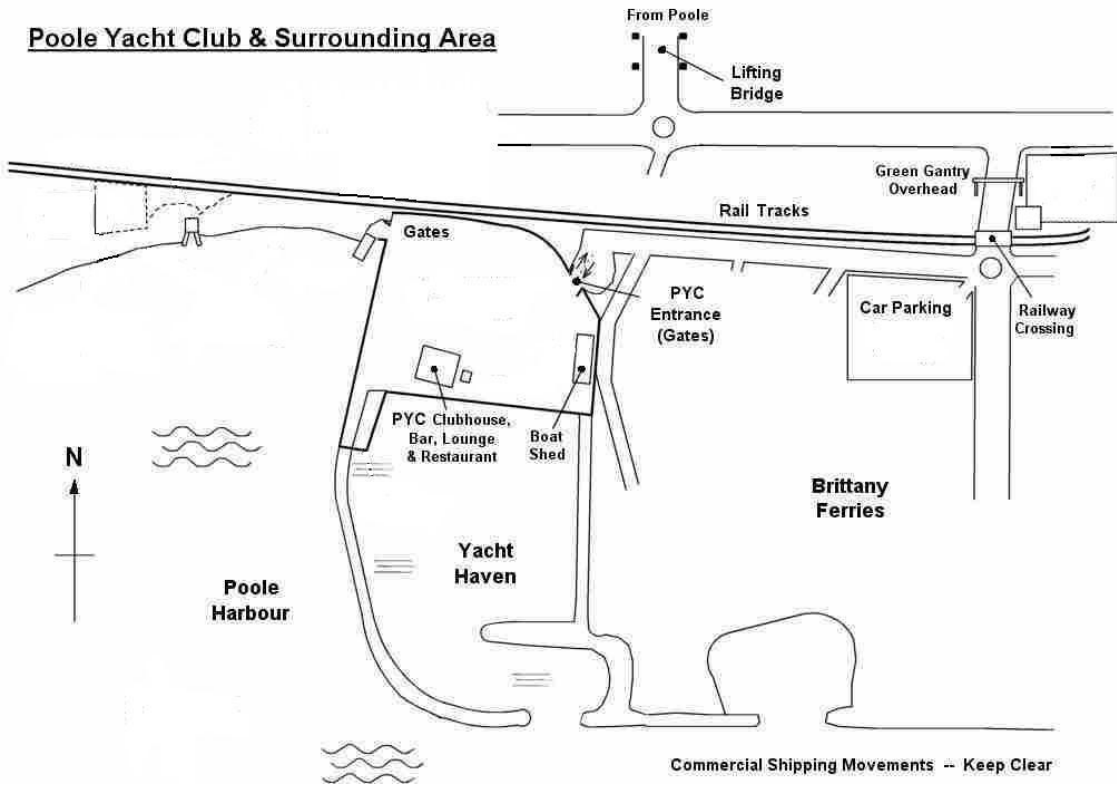 Poole Yacht Club & Surrounding Area
From Poole
Lifting
Bridge
Green Gantry
Overhead
Rail Tracks
Gates
PYC
Entrance
(Gates)
Car Parking
Railway
Crossing
PYC Clubhouse,
Bar, Lounge
& Restaurant
Boat
Shed
N
Brittany
Ferries
Yacht
Haven
Poole
Harbour
Commercial Shipping Movements -- Keep Clear